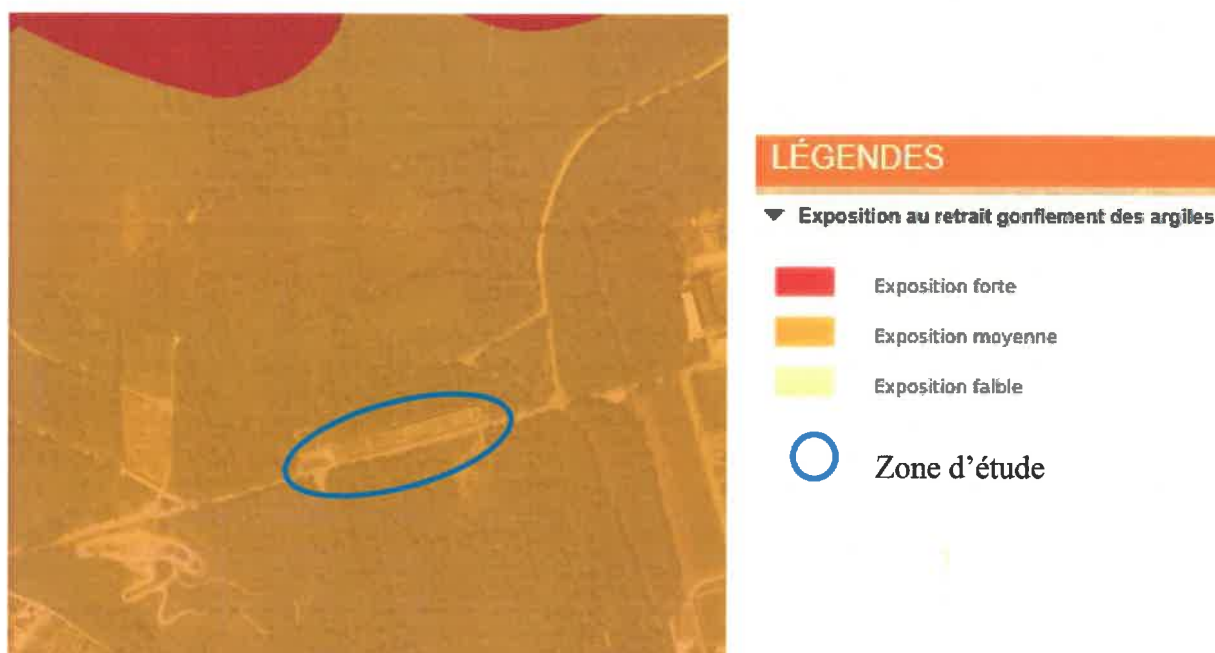 LÉGENDES
Exposition au retrait gonflement des argiles
Exposition forte
Exposition moyenne
Exposition faible
Zone d'étude